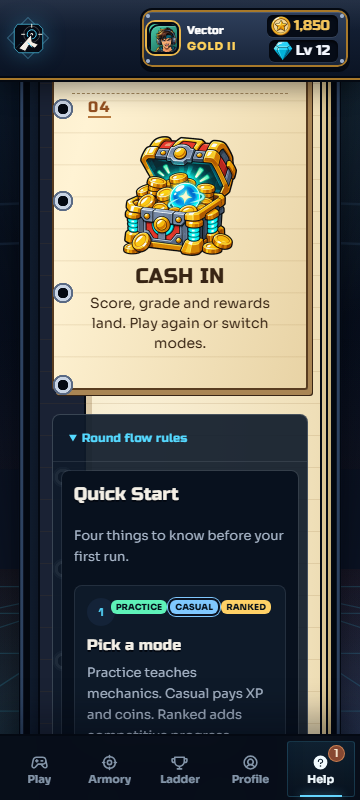 Vector
GOLD II
1,850
Lv 12
04
CASH IN
Score, grade and rewards
land. Play again or switch
modes.
▼ Round flow rules
Quick Start
Four things to know before your
first run.
1 PRACTICE CASUAL RANKED
Pick a mode
Practice teaches
mechanics. Casual pays XP
and coins. Ranked adds
competitive progress
Play Armory Ladder Profile Help 1